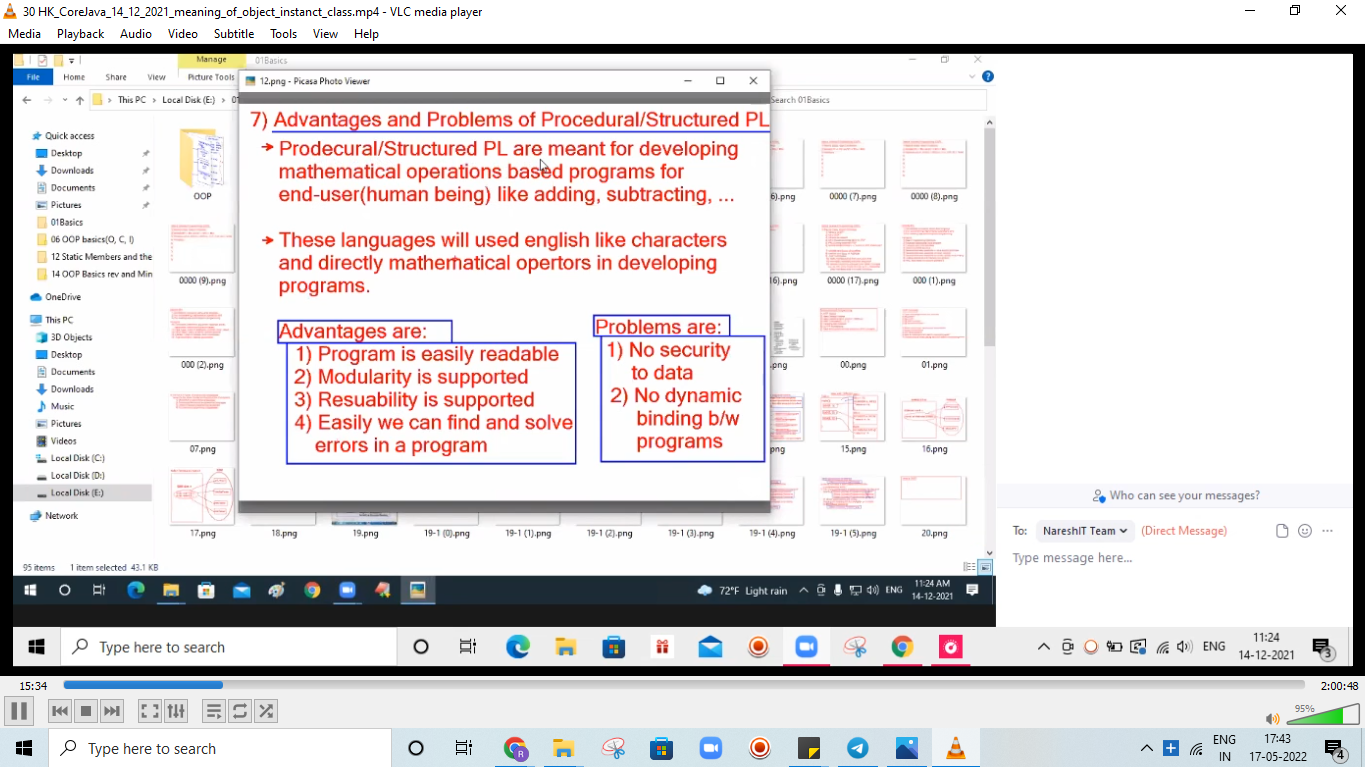 30 HK_CoreJava_14_12_2021_meaning_of_object_instanct_class.mp4 - VLC media player
Media Playback Audio Video Subtitle Tools View Help
Manage
01Basics
File Home Share View Picture Tools
12.png - Picasa Photo Viewer
This PC Local Disk (E:)
Search 01Basics
Quick access
Desktop
Downloads
Documents
Pictures
01Basics
06 OOP basics(O, C, I)
12 Static Members and the
14 OOP Basics rev and Min
OneDrive
This PC
3D Objects
Desktop
Documents
Downloads
Music
Pictures
Videos
Local Disk (C:)
Local Disk (D:)
Local Disk (E:)
Network
OOP
0000 (9).png
000 (2).png
07.png
17.png
7) Advantages and Problems of Procedural/Structured PL
Prodecural/Structured PL are meant for developing
mathematical operations based programs for
end-user(human being) like adding, subtracting, ...
These languages will used english like characters
and directly mathematical opertors in developing
programs.
Advantages are:
1) Program is easily readable
2) Modularity is supported
3) Resuability is supported
4) Easily we can find and solve
errors in a program
Problems are:
1) No security
to data
2) No dynamic
binding b/w
programs
6).png 0000 (7).png 0000 (8).png
16).png 0000 (17).png 000 (1).png
.png 00.png 01.png
png 15.png 16.png
18.png 19.png 19-1 (0).png 19-1 (1).png 19-1 (2).png 19-1 (3).png 19-1 (4).png 19-1 (5).png 20.png
95 items 1 item selected 43.1 KB
72°F Light rain ENG 11:24 AM
14-12-2021
Who can see your messages?
To: NareshIT Team (Direct Message)
Type message here...
Type here to search
ENG
11:24
14-12-2021
3
15:34
2:00:48
95%
Type here to search
R
ENG
IN
17:43
17-05-2022
4